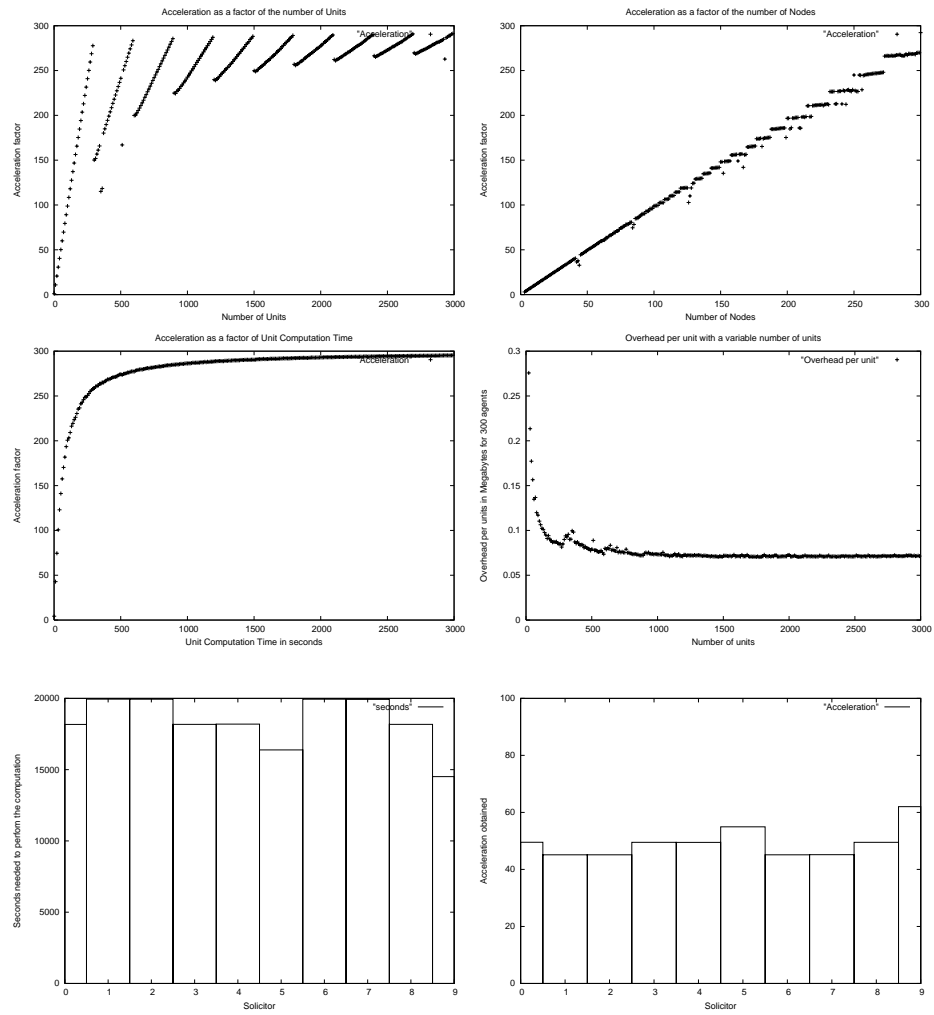 Acceleration as a factor of the number of Units
300
250
200
150
100
50
0
0 500 1000 1500 2000 2500 3000
Acceleration factor
Number of Units
"Acceleration"
Acceleration as a factor of the number of Nodes
300
250
200
150
100
50
0
0 50 100 150 200 250 300
Acceleration factor
Number of Nodes
"Acceleration"
Acceleration as a factor of Unit Computation Time
300
250
200
150
100
50
0
0 500 1000 1500 2000 2500 3000
Acceleration factor
Unit Computation Time in seconds
"Acceleration"
Overhead per unit with a variable number of units
0.3
0.25
0.2
0.15
0.1
0.05
0
0 500 1000 1500 2000 2500 3000
Overhead per units in Megabytes for 300 agents
Number of units
"Overhead per unit"
20000
15000
10000
5000
0
0 1 2 3 4 5 6 7 8 9
Seconds needed to perfom the computation
Solicitor
"seconds"
100
80
60
40
20
0
0 1 2 3 4 5 6 7 8 9
Acceleration obtained
Solicitor
"Acceleration"